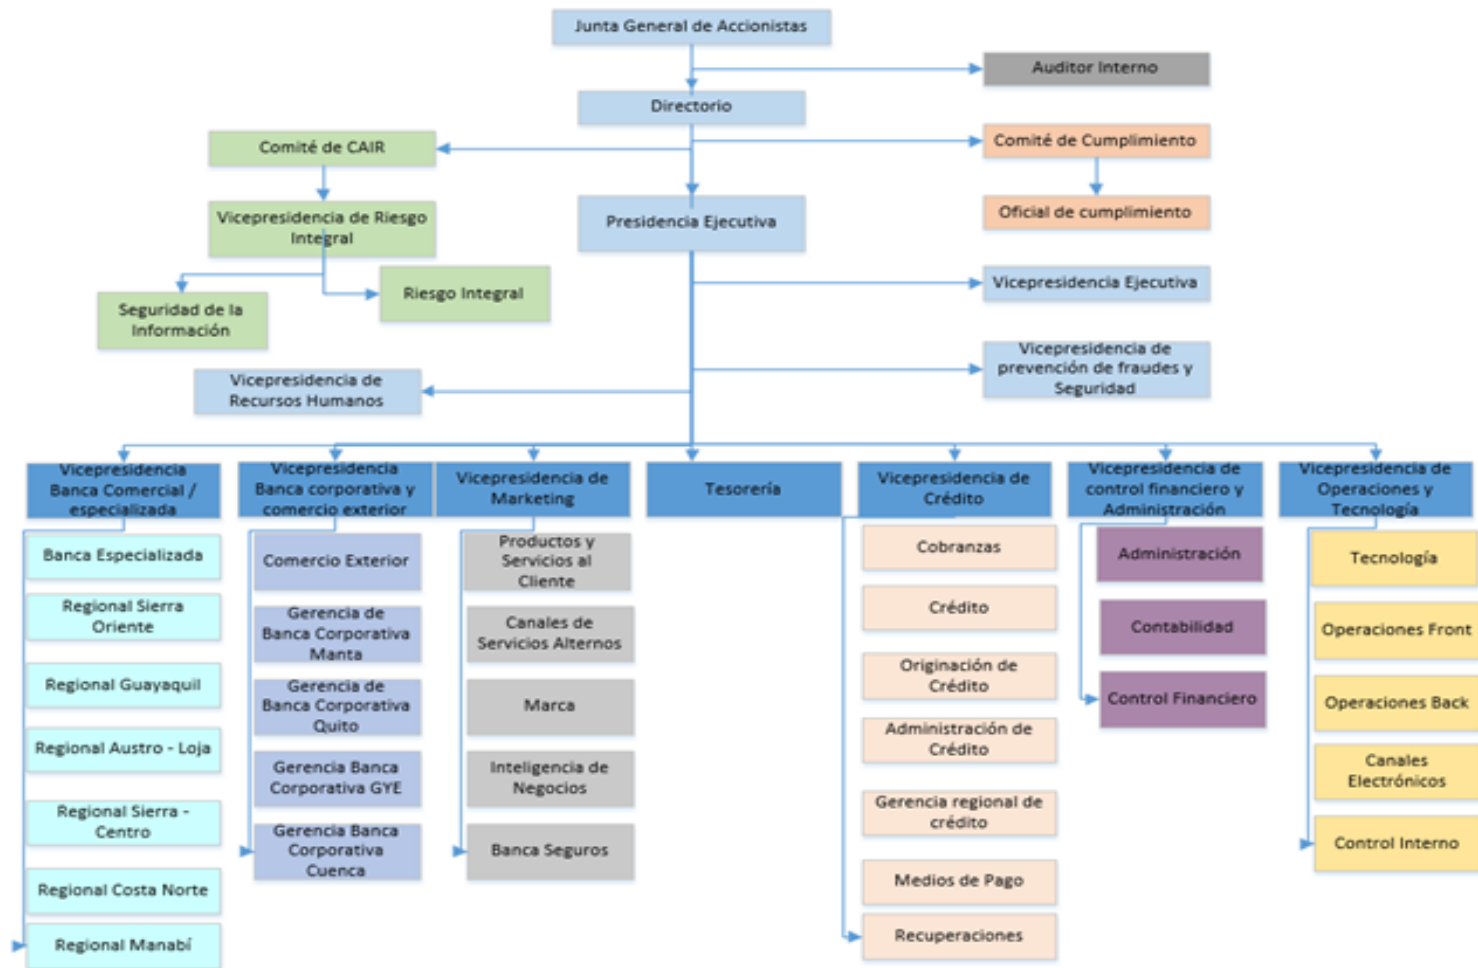 Junta General de Accionistas
Auditor Interno
Directorio
Comité de CAIR
Comité de Cumplimiento
Vicepresidencia de Riesgo
Integral
Presidencia Ejecutiva
Oficial de cumplimiento
Riesgo Integral
Vicepresidencia Ejecutiva
Seguridad de la
Información
Vicepresidencia de
prevención de fraudes y
Seguridad
Vicepresidencia de
Recursos Humanos
Vicepresidencia
Banca Comercial /
especializada
Vicepresidencia
Banca corporativa y
comercio exterior
Vicepresidencia de
Marketing
Tesorería
Vicepresidencia de
Crédito
Vicepresidencia de
control financiero y
Administración
Vicepresidencia de
Operaciones y
Tecnología
Banca Especializada
Regional Sierra
Oriente
Regional Guayaquil
Regional Austro - Loja
Regional Sierra -
Centro
Regional Costa Norte
Regional Manabí
Comercio Exterior
Gerencia de
Banca Corporativa
Manta
Gerencia de
Banca Corporativa
Quito
Gerencia Banca
Corporativa GYE
Gerencia Banca
Corporativa
Cuenca
Productos y
Servicios al
Cliente
Canales de
Servicios Alternos
Marca
Inteligencia de
Negocios
Banca Seguros
Cobranzas
Crédito
Originación de
Crédito
Administración de
Crédito
Gerencia regional de
crédito
Medios de Pago
Recuperaciones
Administración
Contabilidad
Control Financiero
Tecnología
Operaciones Front
Operaciones Back
Canales
Electrónicos
Control Interno